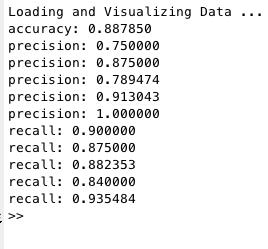 Loading and Visualizing Data ...
accuracy: 0.887850
precision: 0.750000
precision: 0.875000
precision: 0.789474
precision: 0.913043
precision: 1.000000
recall: 0.900000
recall: 0.875000
recall: 0.882353
recall: 0.840000
recall: 0.935484
>>